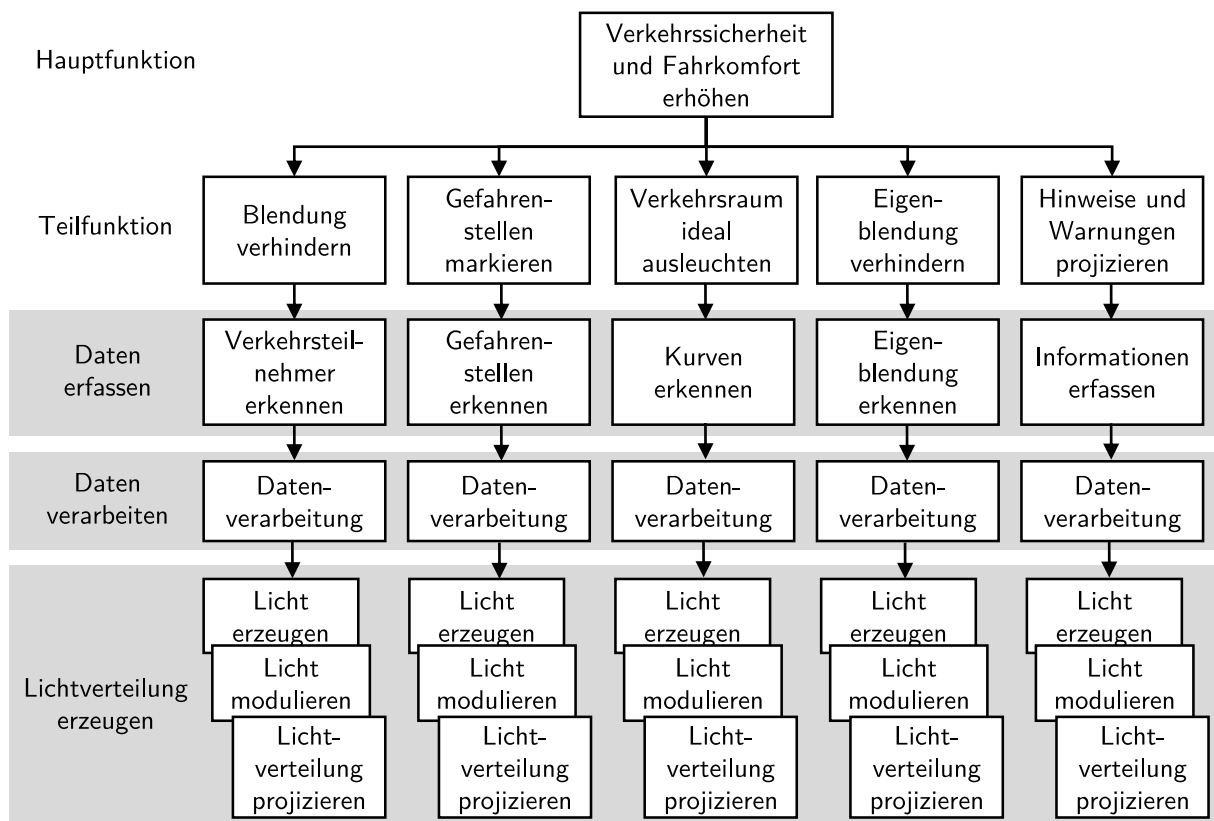 Hauptfunktion
Verkehrssicherheit
und Fahrkomfort
erhöhen
Teilfunktion
Blendung
verhindern
Gefahren-
stellen
markieren
Verkehrsraum
ideal
ausleuchten
Eigen-
blendung
verhindern
Hinweise und
Warnungen
projizieren
Daten
erfassen
Verkehrsteil-
nehmer
erkennen
Gefahren-
stellen
erkennen
Kurven
erkennen
Eigen-
blendung
erkennen
Informationen
erfassen
Daten
verarbeiten
Daten-
verarbeitung
Daten-
verarbeitung
Daten-
verarbeitung
Daten-
verarbeitung
Daten-
verarbeitung
Lichtverteilung
erzeugen
Licht
erzeugen
Licht
modulieren
Licht-
verteilung
projizieren
Licht
erzeugen
Licht
modulieren
Licht-
verteilung
projizieren
Licht
erzeugen
Licht
modulieren
Licht-
verteilung
projizieren
Licht
erzeugen
Licht
modulieren
Licht-
verteilung
projizieren
Licht
erzeugen
Licht
modulieren
Licht-
verteilung
projizieren